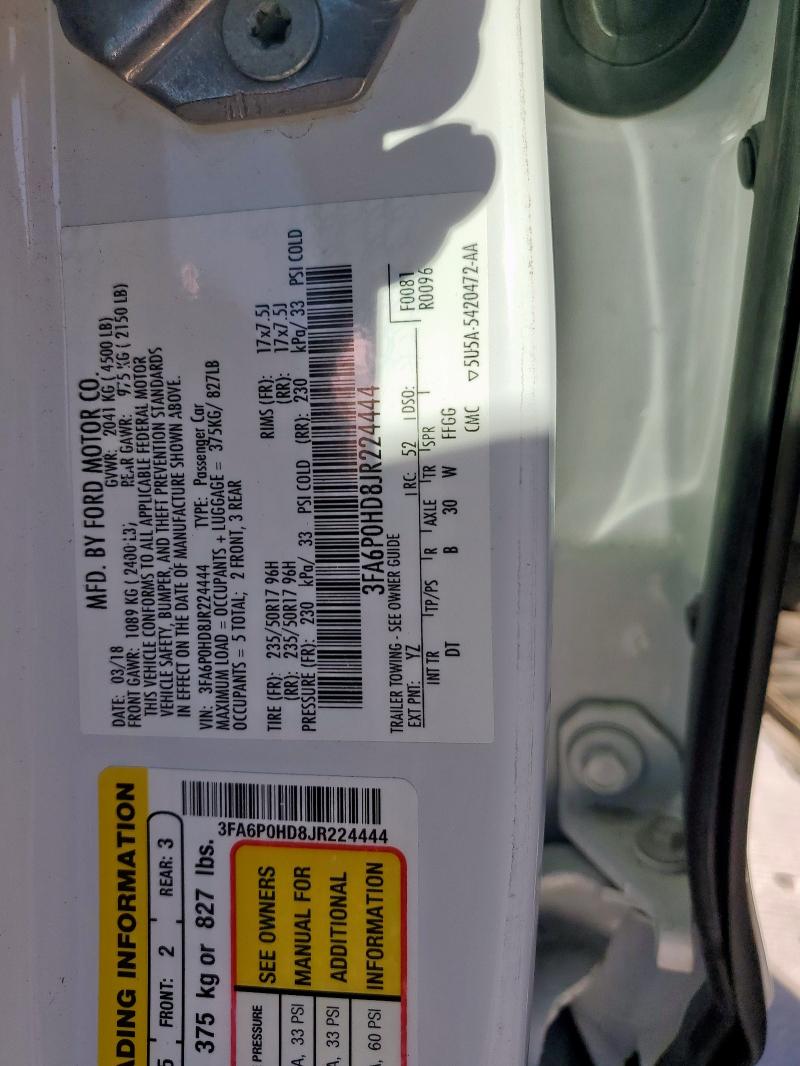 MFD. BY FORD MOTOR CO.
DATE: 03/18 GVWR: 2041 KG ( 4500 LB)
FRONT GAWR: 1089 KG ( 2400 LB) REAR GAWR: 975 KG ( 2150 LB)
THIS VEHICLE CONFORMS TO ALL APPLICABLE FEDERAL MOTOR
VEHICLE SAFETY, BUMPER, AND THEFT PREVENTION STANDARDS
IN EFFECT ON THE DATE OF MANUFACTURE SHOWN ABOVE.
VIN: 3FA6P0HD8JR224444 TYPE: Passenger Car
MAXIMUM LOAD = OCCUPANTS + LUGGAGE = 375KG/ 827LB
OCCUPANTS = 5 TOTAL; 2 FRONT, 3 REAR
TIRE (FR): 235/50R17 96H RIMS (FR): 17x7.5J
(RR): 235/50R17 96H (RR): 17x7.5J
PRESSURE (FR): 230 kPa/ 33 PSI COLD (RR): 230 kPa/ 33 PSI COLD
3FA6P0HD8JR224444
TRAILER TOWING - SEE OWNER GUIDE
EXT PNT: YZ RC: 52 DSO: F0081
INT TR TP/PS R AXLE TR SPR R0096
DT B 30 W FFGG
CMC ▽5U5A-5420472-AA
ADING INFORMATION
5 FRONT: 2 REAR: 3
375 kg or 827 lbs.
3FA6P0HD8JR224444
PRESSURE
A, 33 PSI
A, 33 PSI
A, 60 PSI
SEE OWNERS
MANUAL FOR
ADDITIONAL
INFORMATION